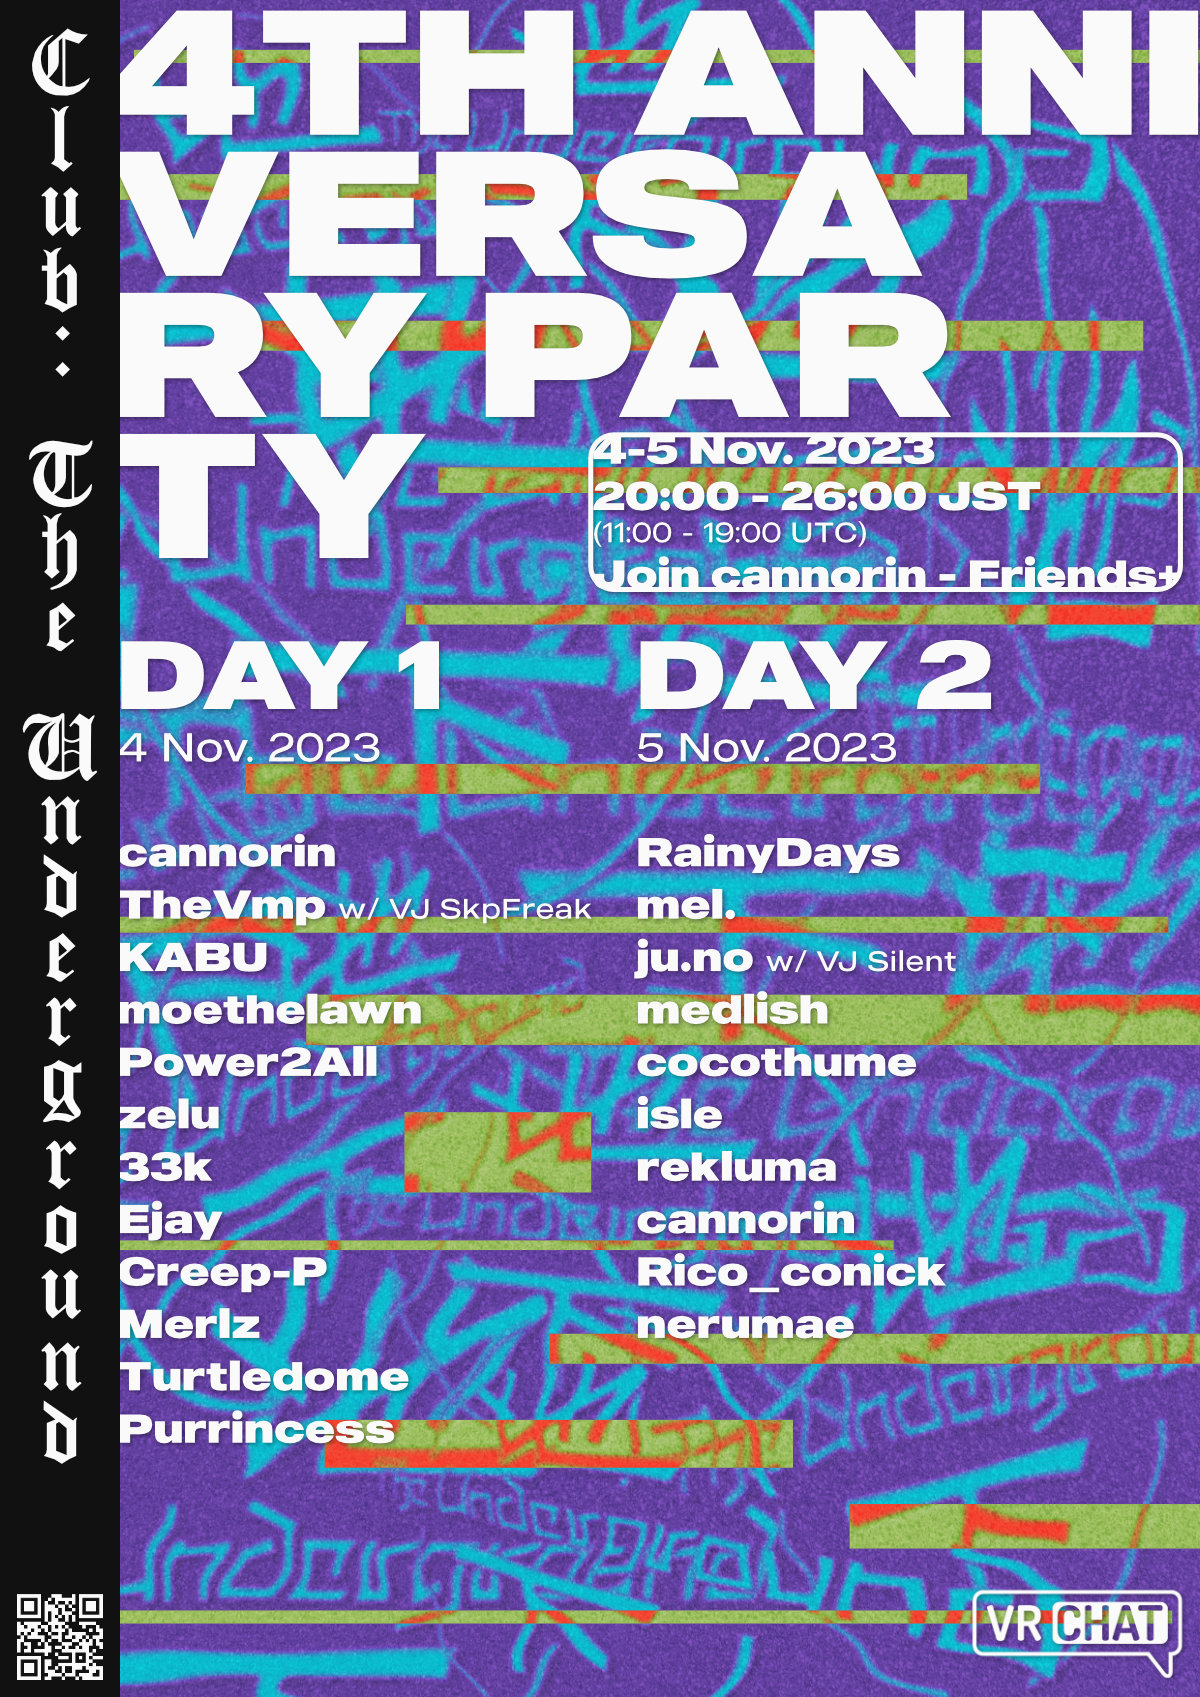 Club: The Underground
4TH ANNI
VERSA
RY PAR
TY
4-5 Nov. 2023
20:00 - 26:00 JST
(11:00 - 19:00 UTC)
Join cannorin - Friends+
DAY 1
4 Nov. 2023
cannorin
TheVmp w/ VJ SkpFreak
KABU
moethelawn
Power2All
zelu
33k
Ejay
Creep-P
Merlz
Turtledome
Purrincess
DAY 2
5 Nov. 2023
RainyDays
mel.
ju.no w/ VJ Silent
medlish
cocothume
isle
rekluma
cannorin
Rico_conick
nerumae
VRCHAT